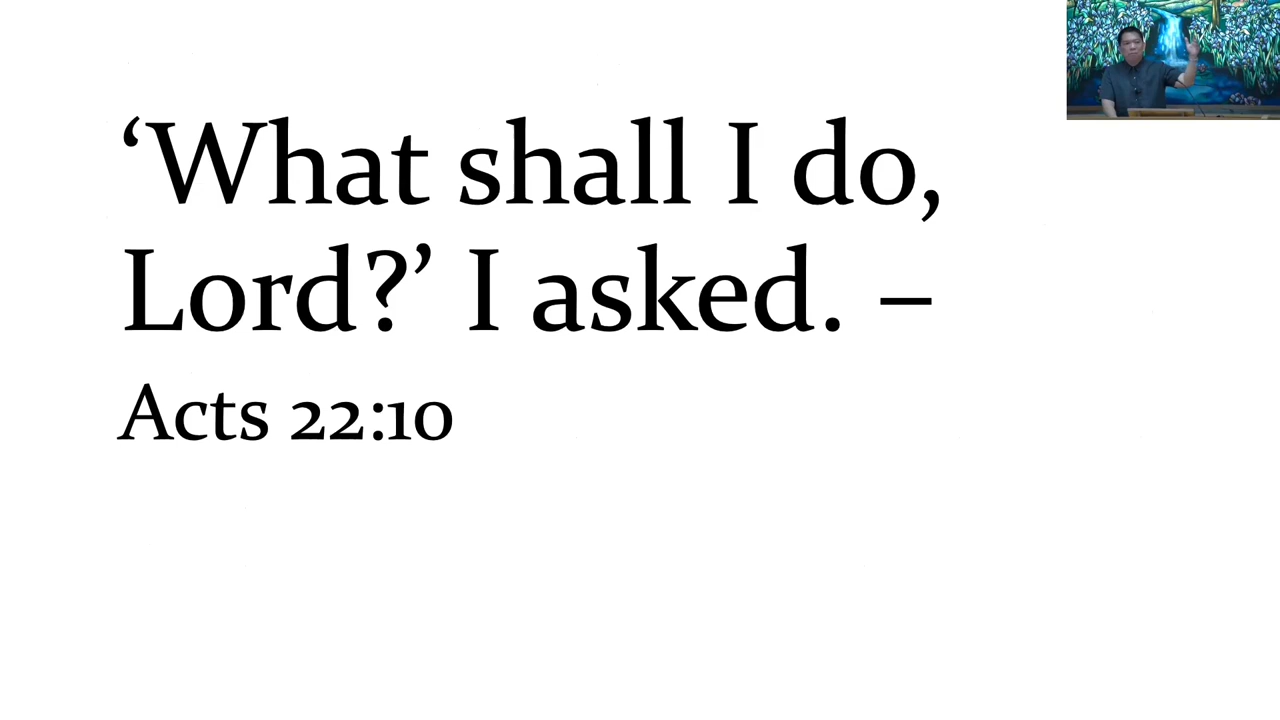 ‘What shall I do,
Lord?’ I asked. –
Acts 22:10